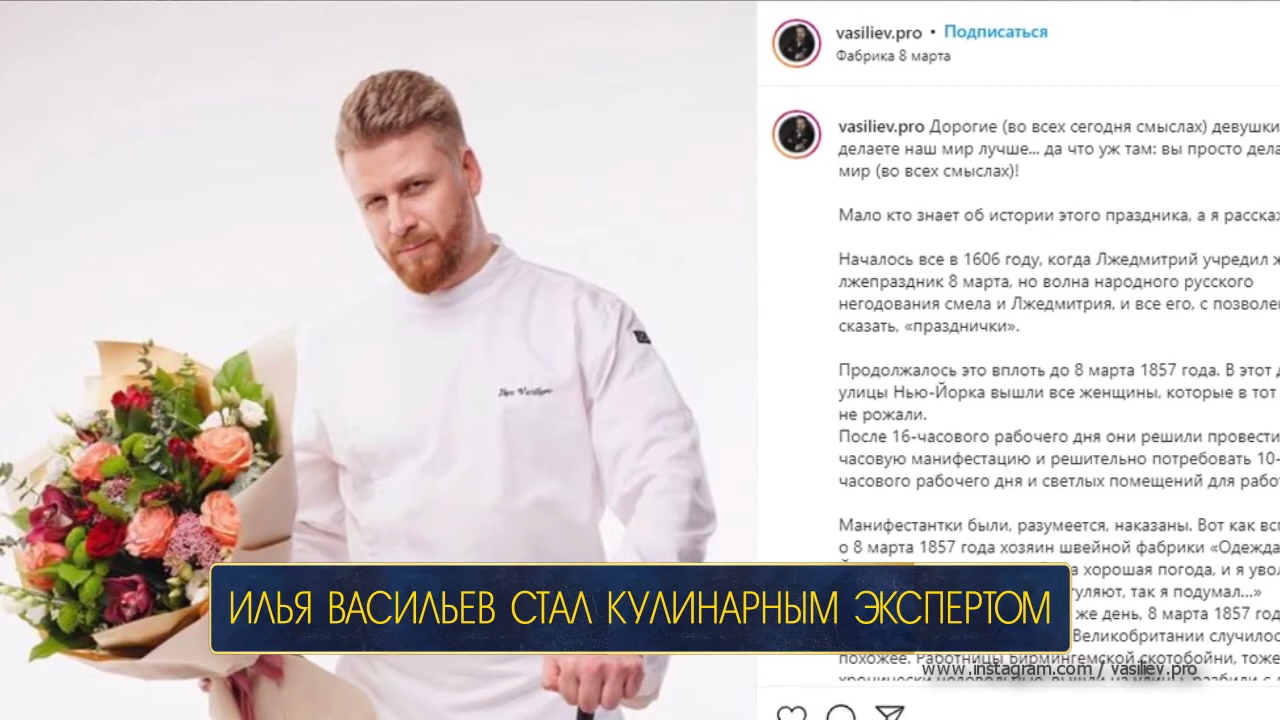 vasiliev.pro • Подписаться
Фабрика 8 марта
vasiliev.pro Дорогие (во всех сегодня смыслах) девушки
делаете наш мир лучше... да что уж там: вы просто дела
мир (во всех смыслах)!
Мало кто знает об истории этого праздника, а я расска
Началось все в 1606 году, когда Лжедмитрий учредил
лжепраздник 8 марта, но волна народного русского
негодования смела и Лжедмитрия, и все его, с позволе
сказать, «празднички».
Продолжалось это вплоть до 8 марта 1857 года. В этот
улицы Нью-Йорка вышли все женщины, которые в тот
не рожали.
После 16-часового рабочего дня они решили провести
часовую манифестацию и решительно потребовать 10-
часового рабочего дня и светлых помещений для рабо
Манифестантки были, разумеется, наказаны. Вот как всп
о 8 марта 1857 года хозяин швейной фабрики «Одежда
а хорошая погода, и я увол
гуляют, так я подумал...»
же день, 8 марта 1857 год
Великобритании случилос
похожее. Работницы Бирмингемской скотобойни, тоже
ИЛЬЯ ВАСИЛЬЕВ СТАЛ КУЛИНАРНЫМ ЭКСПЕРТОМ
www.instagram.com / vasiliev.pro